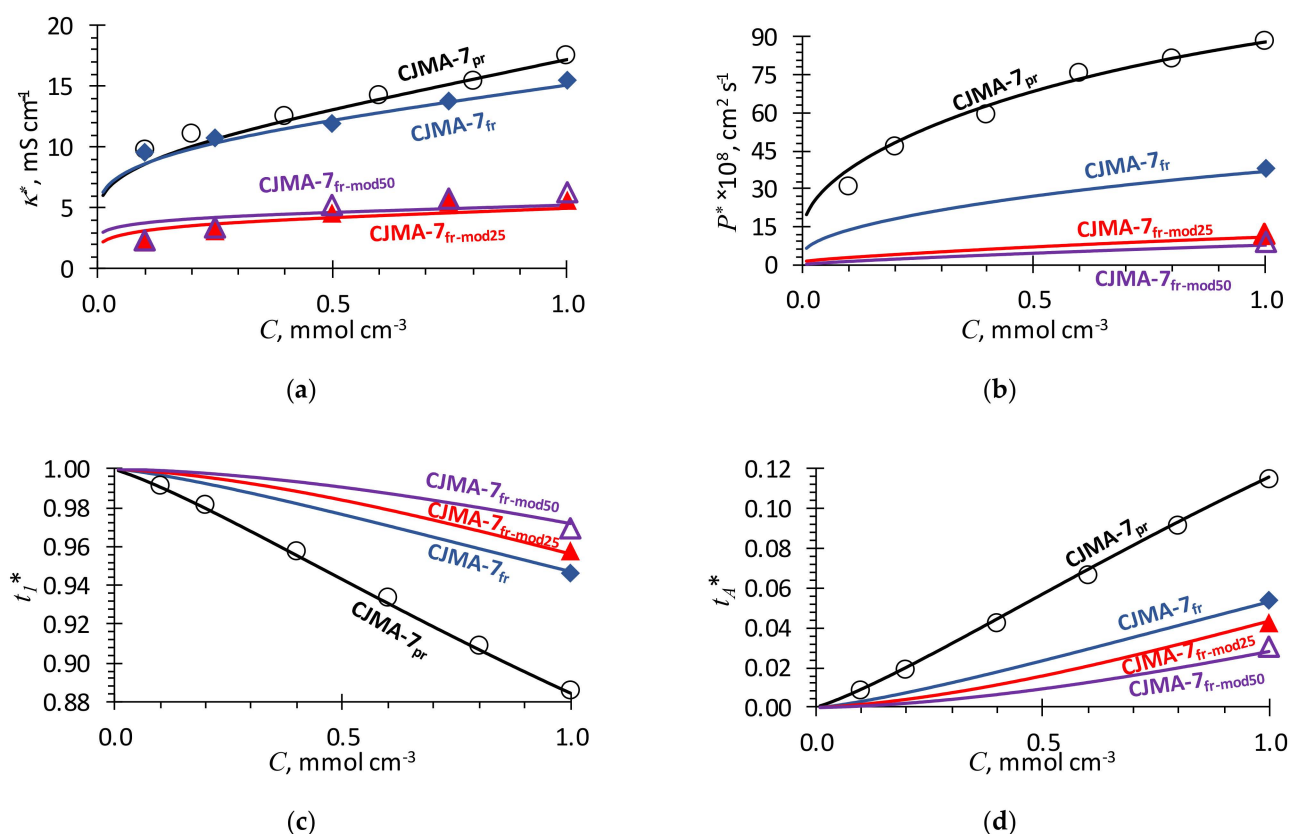 κ*, mS cm-1
20
15
10
5
0
0.0
0.5
1.0
C, mmol cm-3
CJMA-7pr
CJMA-7fr
CJMA-7fr-mod50
CJMA-7fr-mod25
(a)
P* ×10^8, cm2 s-1
90
75
60
45
30
15
0
0.0
0.5
1.0
C, mmol cm-3
CJMA-7pr
CJMA-7fr
CJMA-7fr-mod25
CJMA-7fr-mod50
(b)
t1*
1.00
0.98
0.96
0.94
0.92
0.90
0.88
0.0
0.5
1.0
C, mmol cm-3
CJMA-7fr-mod50
CJMA-7fr-mod25
CJMA-7fr
CJMA-7pr
(c)
tA*
0.12
0.10
0.08
0.06
0.04
0.02
0.00
0.0
0.5
1.0
C, mmol cm-3
CJMA-7pr
CJMA-7fr
CJMA-7fr-mod25
CJMA-7fr-mod50
(d)